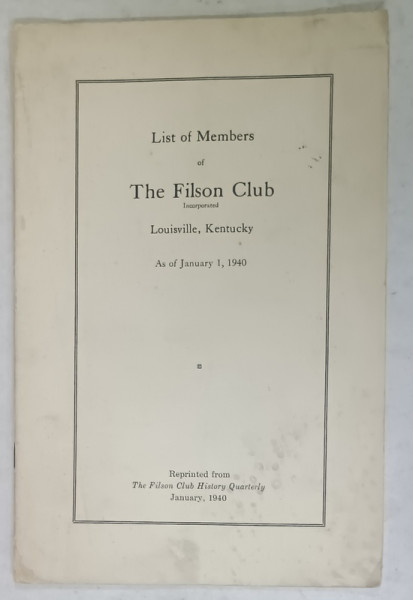 List of Members
of
The Filson Club
Incorporated
Louisville, Kentucky
As of January 1, 1940
Reprinted from
The Filson Club History Quarterly
January, 1940